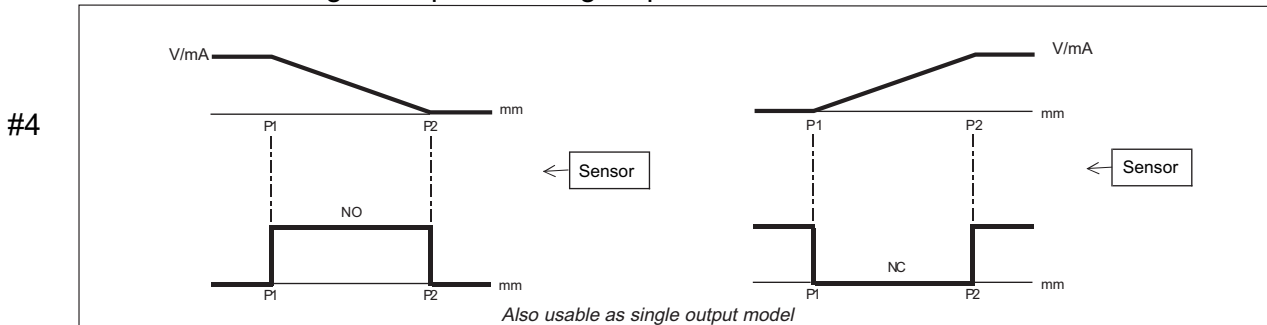 #4
V/mA
mm
P1
P2
Sensor
NO
mm
P1
P2
V/mA
mm
P1
P2
Sensor
NC
mm
P1
P2
Also usable as single output model